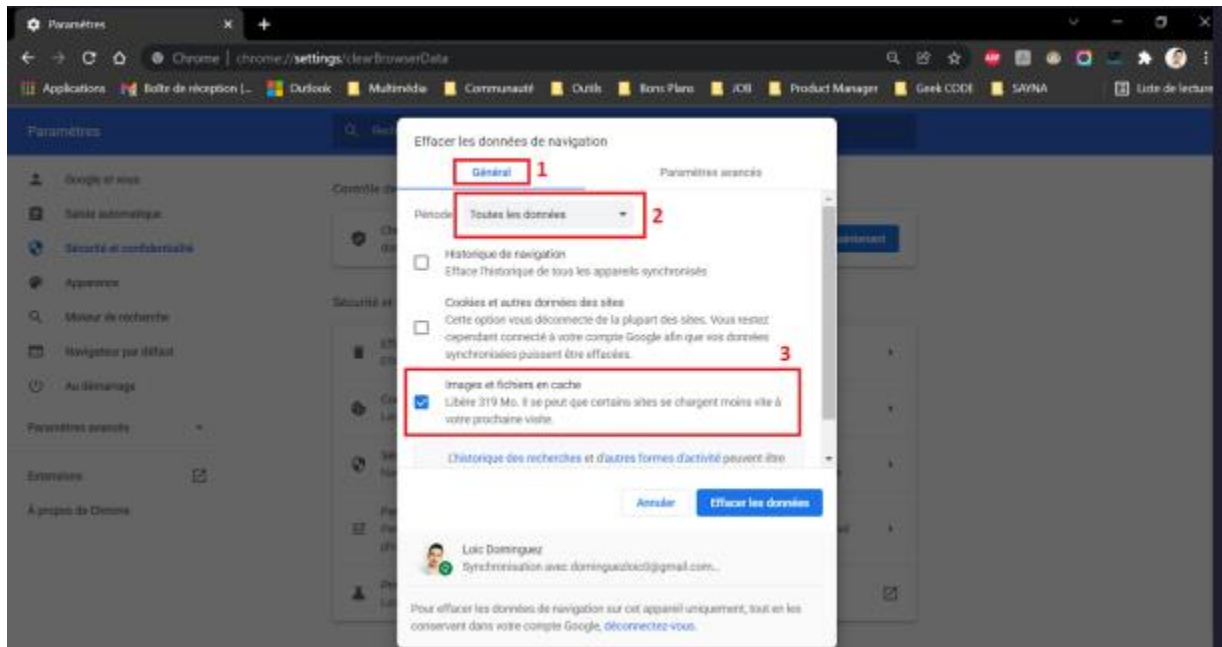 Paramètres
Chrome | chrome://settings/clearBrowserData
Applications
Boîte de réception (...
Outlook
Multimédia
Communauté
Outils
Bons Plans
JOB
Product Manager
Geek CODE
SAYNA
Liste de lecture
Paramètres
Google et vous
Saisie automatique
Sécurité et confidentialité
Apparence
Moteur de recherche
Navigateur par défaut
Au démarrage
Paramètres avancés
Extensions
À propos de Chrome
Effacer les données de navigation
Général
1
Paramètres avancés
Période
Toutes les données
2
Historique de navigation
Efface l'historique de tous les appareils synchronisés
Cookies et autres données des sites
Cette option vous déconnecte de la plupart des sites. Vous restez
cependant connecté à votre compte Google afin que vos données
synchronisées puissent être effacées.
3
Images et fichiers en cache
Libère 319 Mo. Il se peut que certains sites se chargent moins vite à
votre prochaine visite.
L'historique des recherches et d'autres formes d'activité peuvent être
Annuler
Effacer les données
Loic Dominguez
Synchronisation avec
Pour effacer les données de navigation sur cet appareil uniquement, tout en les
conservant dans votre compte Google, déconnectez-vous.